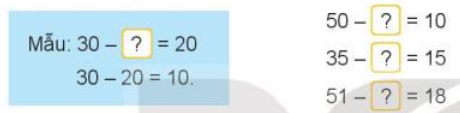 Mẫu: 30 – ? = 20
30 – 20 = 10.
50 – ? = 10
35 – ? = 15
51 – ? = 18